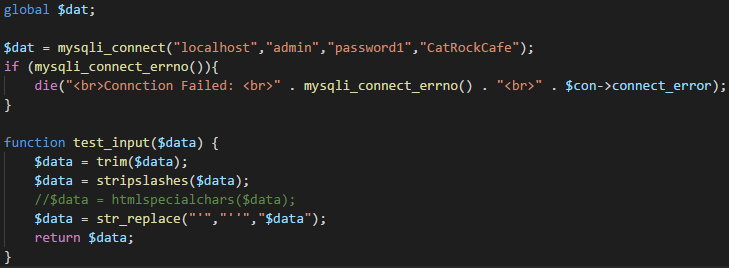 global $dat;
$dat = mysqli_connect("localhost","admin","password1","CatRockCafe");
if (mysqli_connect_errno()){
die("<br>Connction Failed: <br>" . mysqli_connect_errno() . "<br>" . $con->connect_error);
}
function test_input($data) {
$data = trim($data);
$data = stripslashes($data);
//$data = htmlspecialchars($data);
$data = str_replace("'","''","$data");
return $data;
}